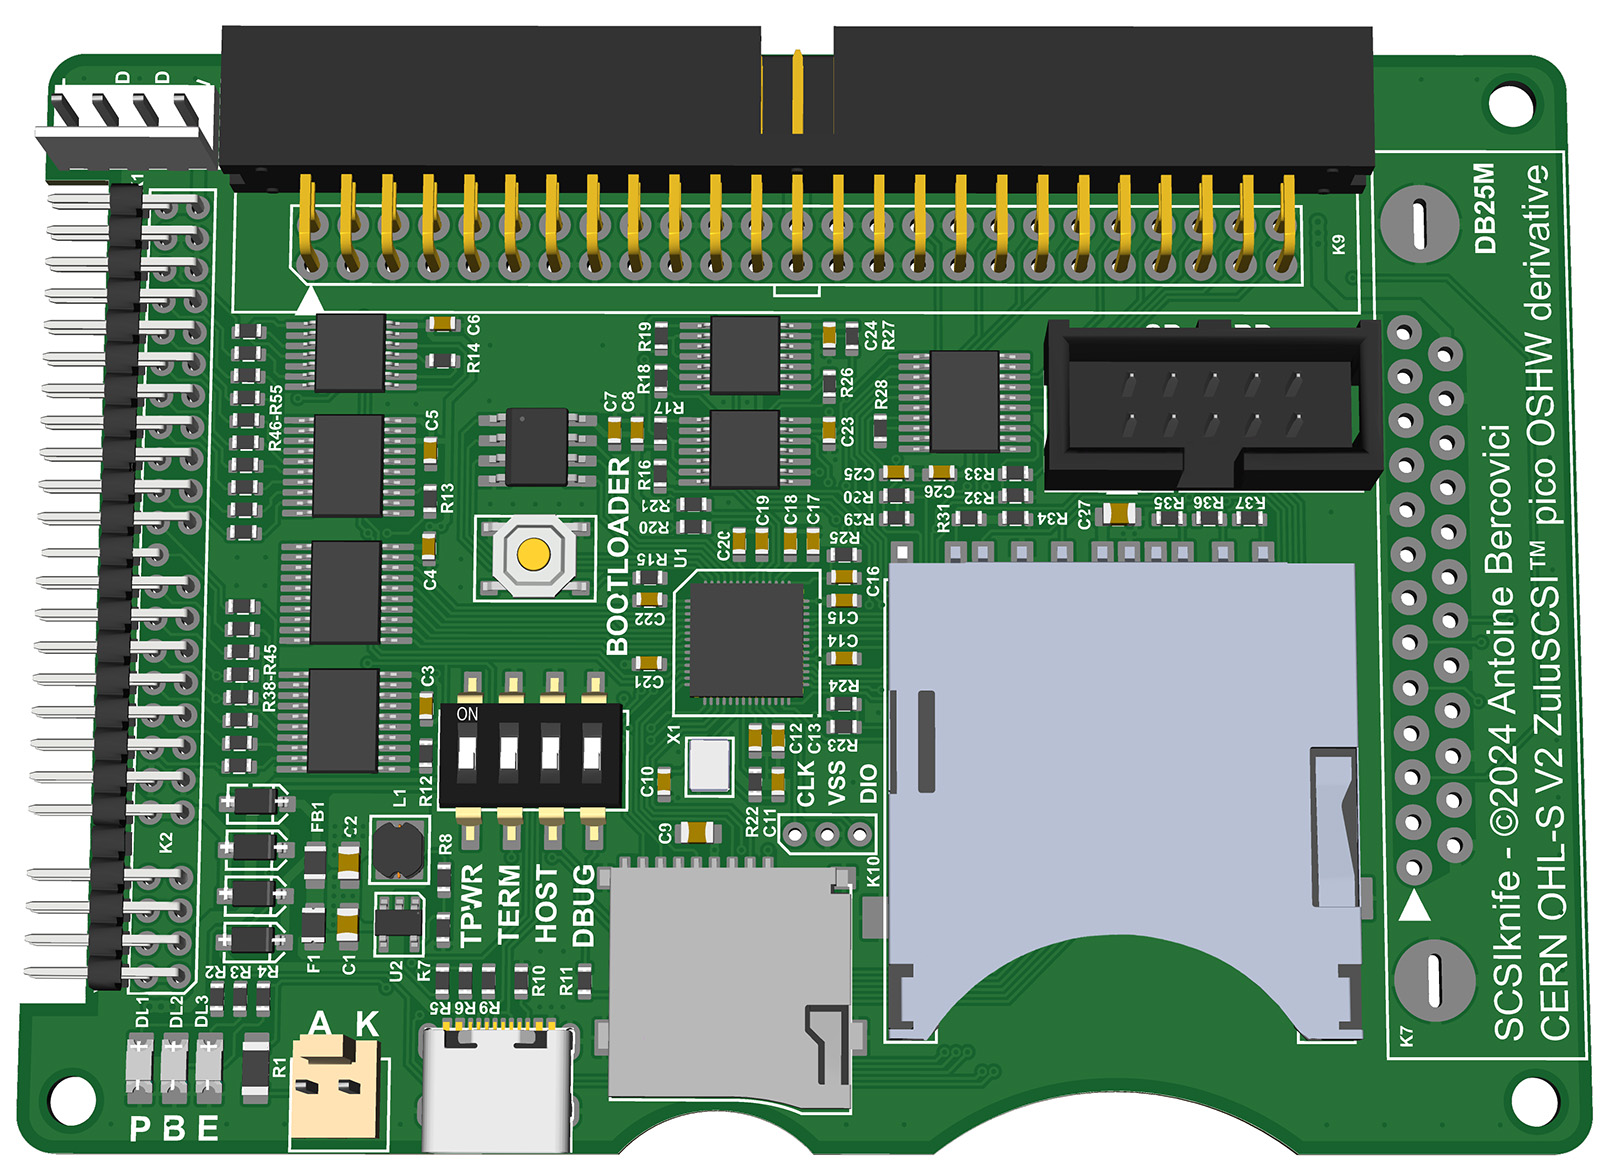 D
D
DB25M
K9
C6
R14
R19
R18
R17
R16
C24
R27
R26
C23
R28
R46-R55
C5
R13
C4
C7
C8
BOOTLOADER
R21
R20
C20
C19
C18
C17
C25
R20
R29
C26
R33
R32
R31
R34
C27
R35
R36
R37
R25
C16
C15
C14
R24
R23
R15
U1
C22
C21
R38-R45
C3
R12
ON
X1
C10
C12
C13
R22
C11
C9
CLK
VSS
DIO
K10
K2
FB1
C2
L1
R8
F1
C1
U2
R7
TPWR
TERM
HOST
DBUG
R2
R3
R4
DL1
DL2
DL3
R5
R6
R9
R10
R11
R1
A K
P B E
K7
SCSIknife - ©2024 Antoine Bercovici
CERN OHL-S V2 ZuluSCSI™ pico OSHW derivative